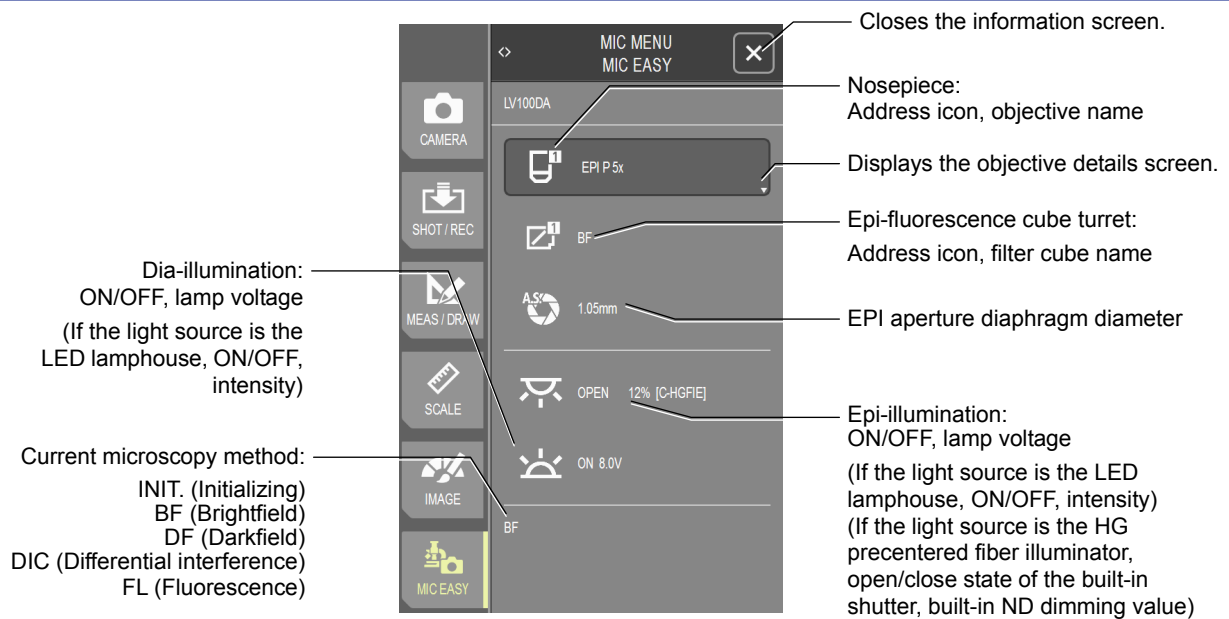 Closes the information screen.
MIC MENU
MIC EASY
Nosepiece:
Address icon, objective name
LV100DA
CAMERA
1
EPI P 5x
Displays the objective details screen.
SHOT / REC
1
BF
Epi-fluorescence cube turret:
Address icon, filter cube name
Dia-illumination:
ON/OFF, lamp voltage
(If the light source is the
LED lamphouse, ON/OFF,
intensity)
MEAS / DRAW
A.S.
1.05mm
EPI aperture diaphragm diameter
SCALE
OPEN 12% [C-HGFIE]
Epi-illumination:
ON/OFF, lamp voltage
(If the light source is the LED
lamphouse, ON/OFF, intensity)
(If the light source is the HG
precentered fiber illuminator,
open/close state of the built-in
shutter, built-in ND dimming value)
Current microscopy method:
INIT. (Initializing)
BF (Brightfield)
DF (Darkfield)
DIC (Differential interference)
FL (Fluorescence)
IMAGE
ON 8.0V
BF
MIC EASY